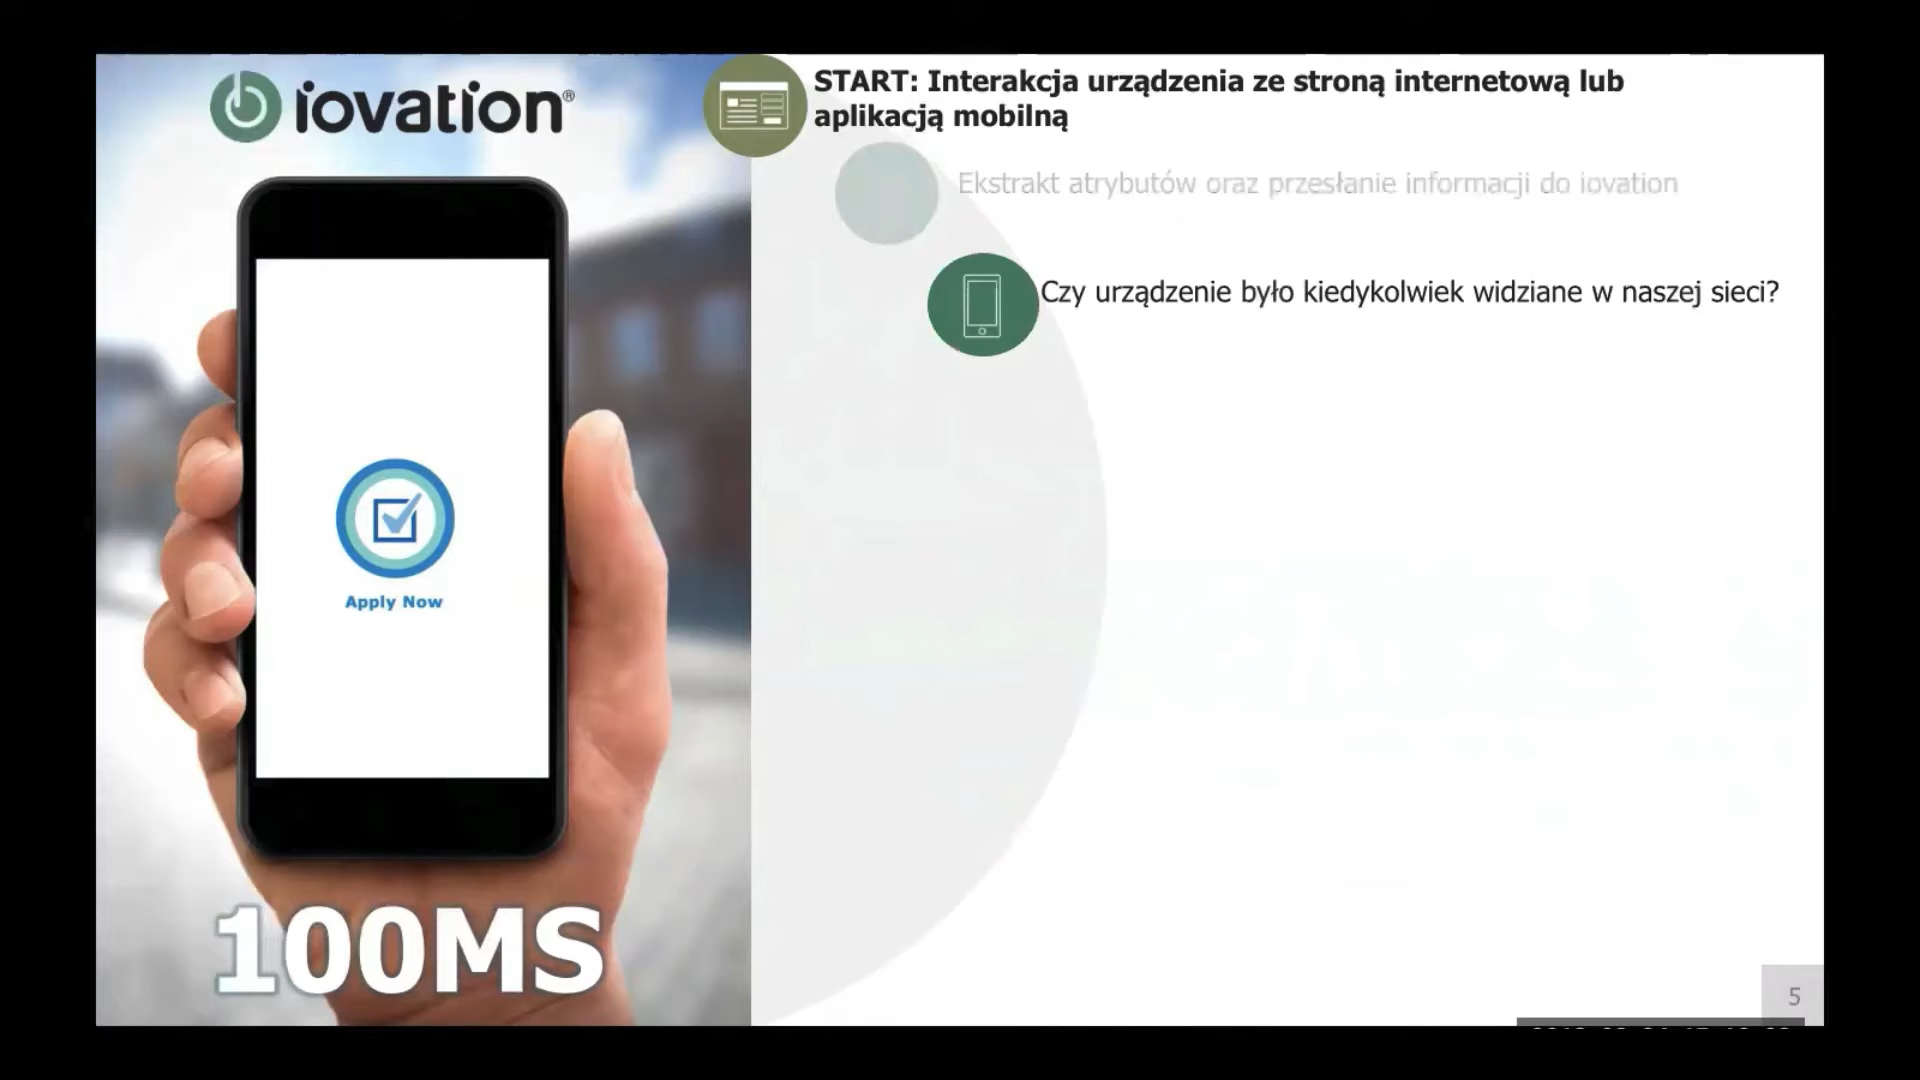 iovation®
START: Interakcja urządzenia ze stroną internetową lub
aplikacją mobilną
Ekstrakt atrybutów oraz przesłanie informacji do iovation
Czy urządzenie było kiedykolwiek widziane w naszej sieci?
Apply Now
100MS
5